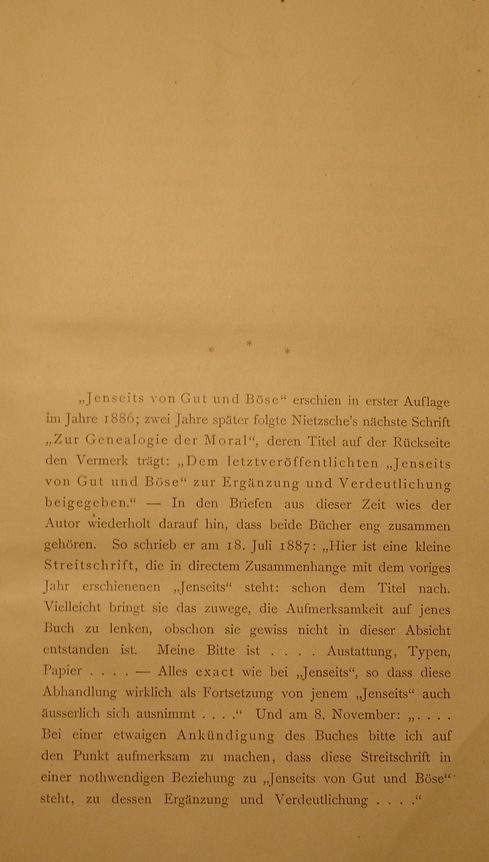 * * *
„Jenseits von Gut und Böse“ erschien in erster Auflage
im Jahre 1886; zwei Jahre später folgte Nietzsche's nächste Schrift
„Zur Genealogie der Moral“, deren Titel auf der Rückseite
den Vermerk trägt: „Dem letztveröffentlichten „Jenseits
von Gut und Böse“ zur Ergänzung und Verdeutlichung
beigegeben.“ — In den Briefen aus dieser Zeit wies der
Autor wiederholt darauf hin, dass beide Bücher eng zusammen
gehören. So schrieb er am 18. Juli 1887: „Hier ist eine kleine
Streitschrift, die in directem Zusammenhange mit dem voriges
Jahr erschienenen „Jenseits“ steht: schon dem Titel nach.
Vielleicht bringt sie das zuwege, die Aufmerksamkeit auf jenes
Buch zu lenken, obschon sie gewiss nicht in dieser Absicht
entstanden ist. Meine Bitte ist . . . . Austattung, Typen,
Papier . . . . — Alles exact wie bei „Jenseits“, so dass diese
Abhandlung wirklich als Fortsetzung von jenem „Jenseits“ auch
äusserlich sich ausnimmt . . . .“ Und am 8. November: „. . . .
Bei einer etwaigen Ankündigung des Buches bitte ich auf
den Punkt aufmerksam zu machen, dass diese Streitschrift in
einer nothwendigen Beziehung zu „Jenseits von Gut und Böse“
steht, zu dessen Ergänzung und Verdeutlichung . . . .“